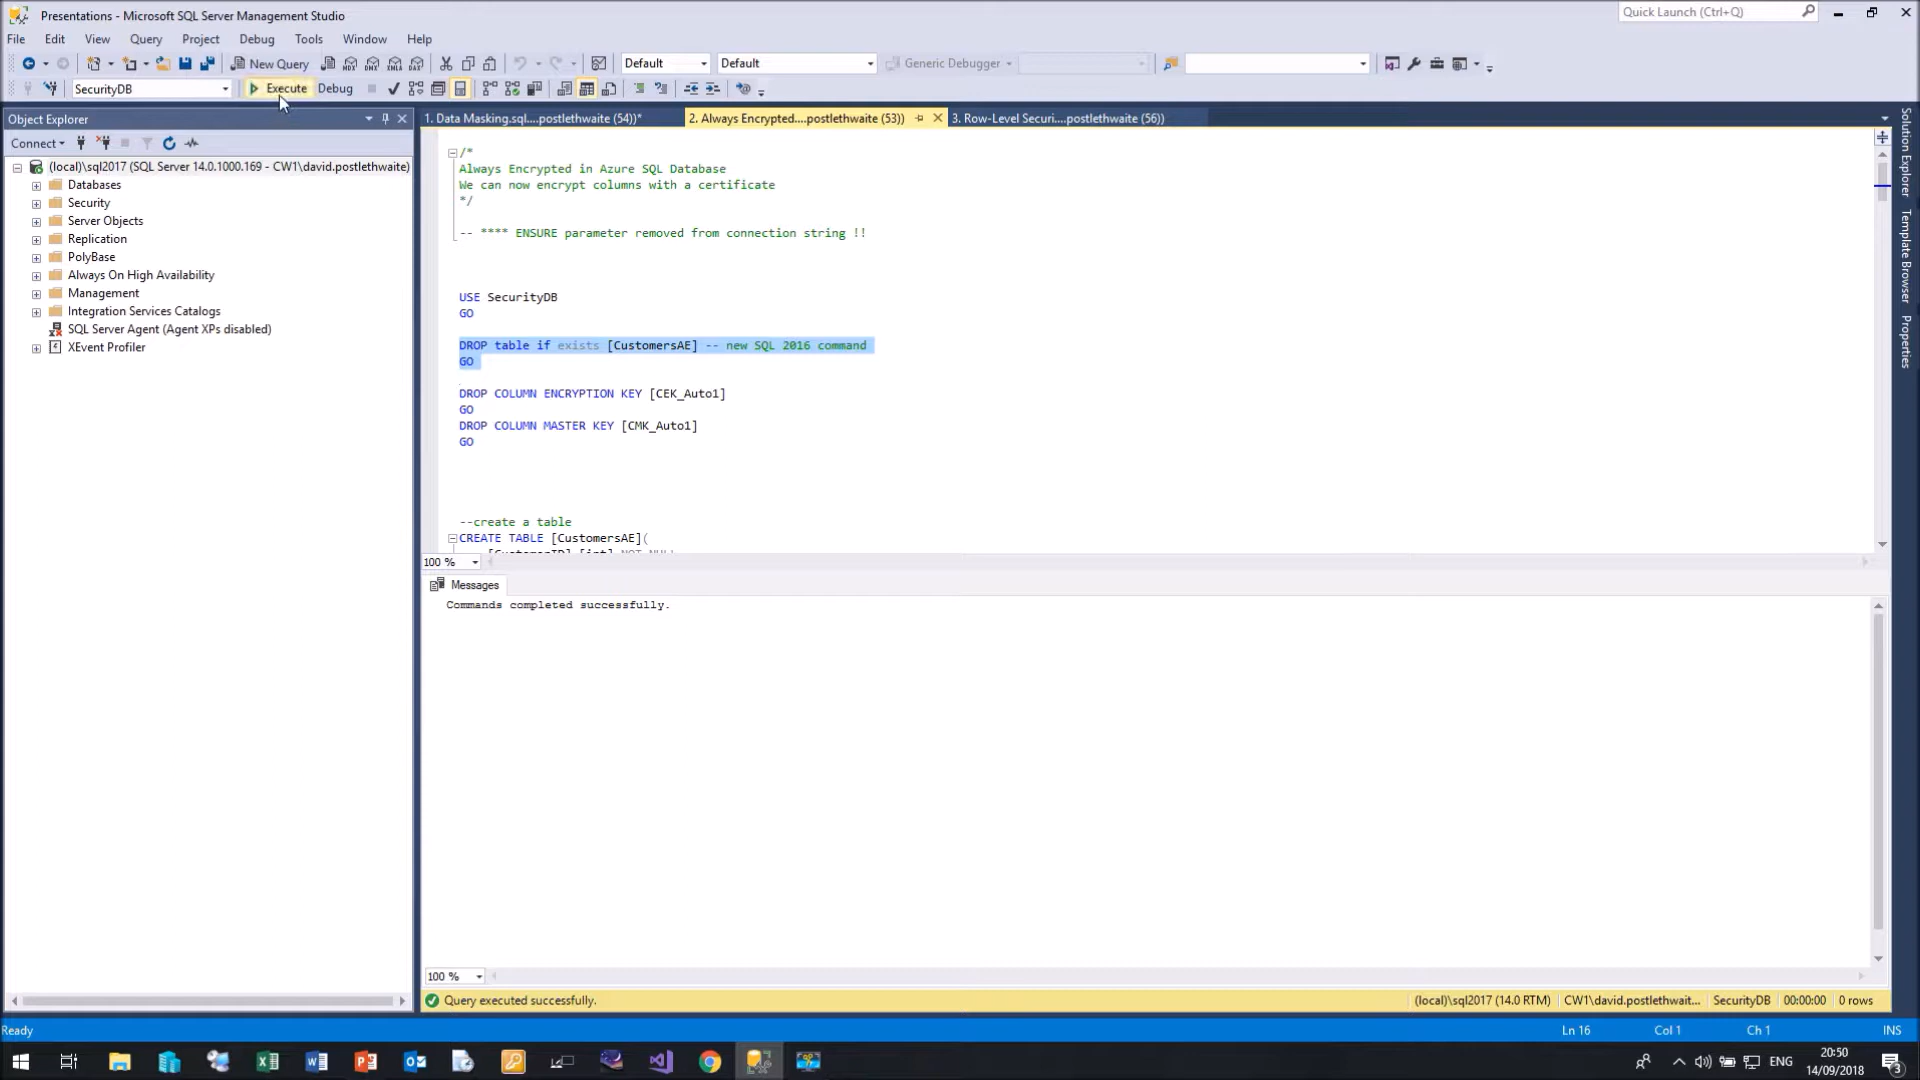 Presentations - Microsoft SQL Server Management Studio
Quick Launch (Ctrl+Q)
File Edit View Query Project Debug Tools Window Help
New Query Default Default Generic Debugger
SecurityDB Execute Debug
Object Explorer
Connect
(local)\sql2017 (SQL Server 14.0.1000.169 - CW1\david.postlethwaite)
Databases
Security
Server Objects
Replication
PolyBase
Always On High Availability
Management
Integration Services Catalogs
SQL Server Agent (Agent XPs disabled)
XEvent Profiler
1. Data Masking.sql....postlethwaite (54))* 2. Always Encrypted....postlethwaite (53)) 3. Row-Level Securi....postlethwaite (56))
/*
Always Encrypted in Azure SQL Database
We can now encrypt columns with a certificate
*/
-- **** ENSURE parameter removed from connection string !!
USE SecurityDB
GO
DROP table if exists [CustomersAE] -- new SQL 2016 command
GO
DROP COLUMN ENCRYPTION KEY [CEK_Auto1]
GO
DROP COLUMN MASTER KEY [CMK_Auto1]
GO
--create a table
CREATE TABLE [CustomersAE](
[CustomerID] [int] NOT NULL,
100 %
Messages
Commands completed successfully.
100 %
Query executed successfully. (local)\sql2017 (14.0 RTM) CW1\david.postlethwait... SecurityDB 00:00:00 0 rows
Solution Explorer
Template Browser
Properties
Ready Ln 16 Col 1 Ch 1 INS
ENG 20:50
14/09/2018
3